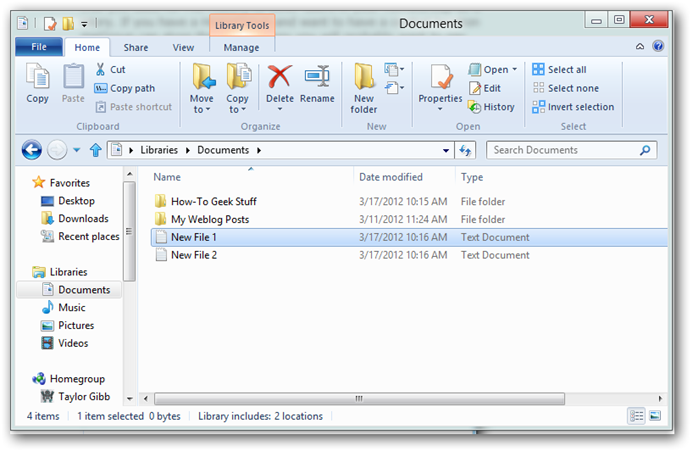 Library Tools
Documents
File Home Share View Manage
Copy
Paste
Cut
Copy path
Paste shortcut
Clipboard
Move to
Copy to
Delete
Rename
Organize
New folder
New
Properties
Open
Edit
History
Open
Select all
Select none
Invert selection
Select
Libraries Documents
Search Documents
Favorites
Desktop
Downloads
Recent places
Libraries
Documents
Music
Pictures
Videos
Homegroup
Taylor Gibb
Name Date modified Type
How-To Geek Stuff 3/17/2012 10:15 AM File folder
My Weblog Posts 3/11/2012 11:24 AM File folder
New File 1 3/17/2012 10:16 AM Text Document
New File 2 3/17/2012 10:16 AM Text Document
4 items 1 item selected 0 bytes Library includes: 2 locations